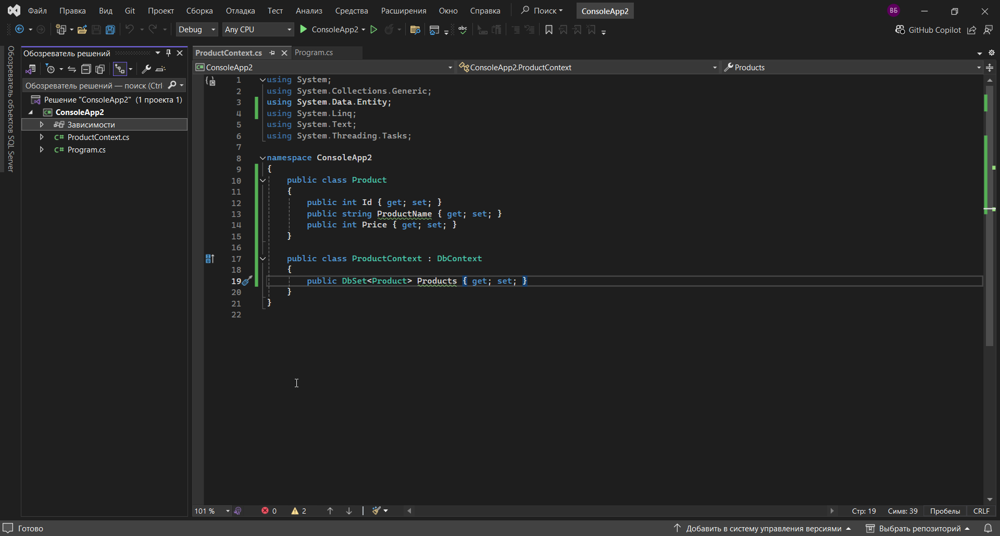 Файл Правка Вид Git Проект Сборка Отладка Тест Анализ Средства Расширения Окно Справка Поиск ConsoleApp2 ВБ
Debug Any CPU ConsoleApp2 abc GitHub Copilot
Обозреватель объектов SQL Server
Обозреватель решений
Обозреватель решений — поиск (Ctrl
Решение "ConsoleApp2" (1 проекта 1)
C# ConsoleApp2
Зависимости
C# ProductContext.cs
C# Program.cs
ProductContext.cs Program.cs
C# ConsoleApp2 ConsoleApp2.ProductContext Products
1 using System;
2 using System.Collections.Generic;
3 using System.Data.Entity;
4 using System.Linq;
5 using System.Text;
6 using System.Threading.Tasks;
7
8 namespace ConsoleApp2
9 {
10 public class Product
11 {
12 public int Id { get; set; }
13 public string ProductName { get; set; }
14 public int Price { get; set; }
15 }
16
17 public class ProductContext : DbContext
18 {
19 public DbSet<Product> Products { get; set; }
20 }
21 }
22
101 % 0 2 Стр: 19 Симв: 39 Пробелы CRLF
Готово Добавить в систему управления версиями Выбрать репозиторий